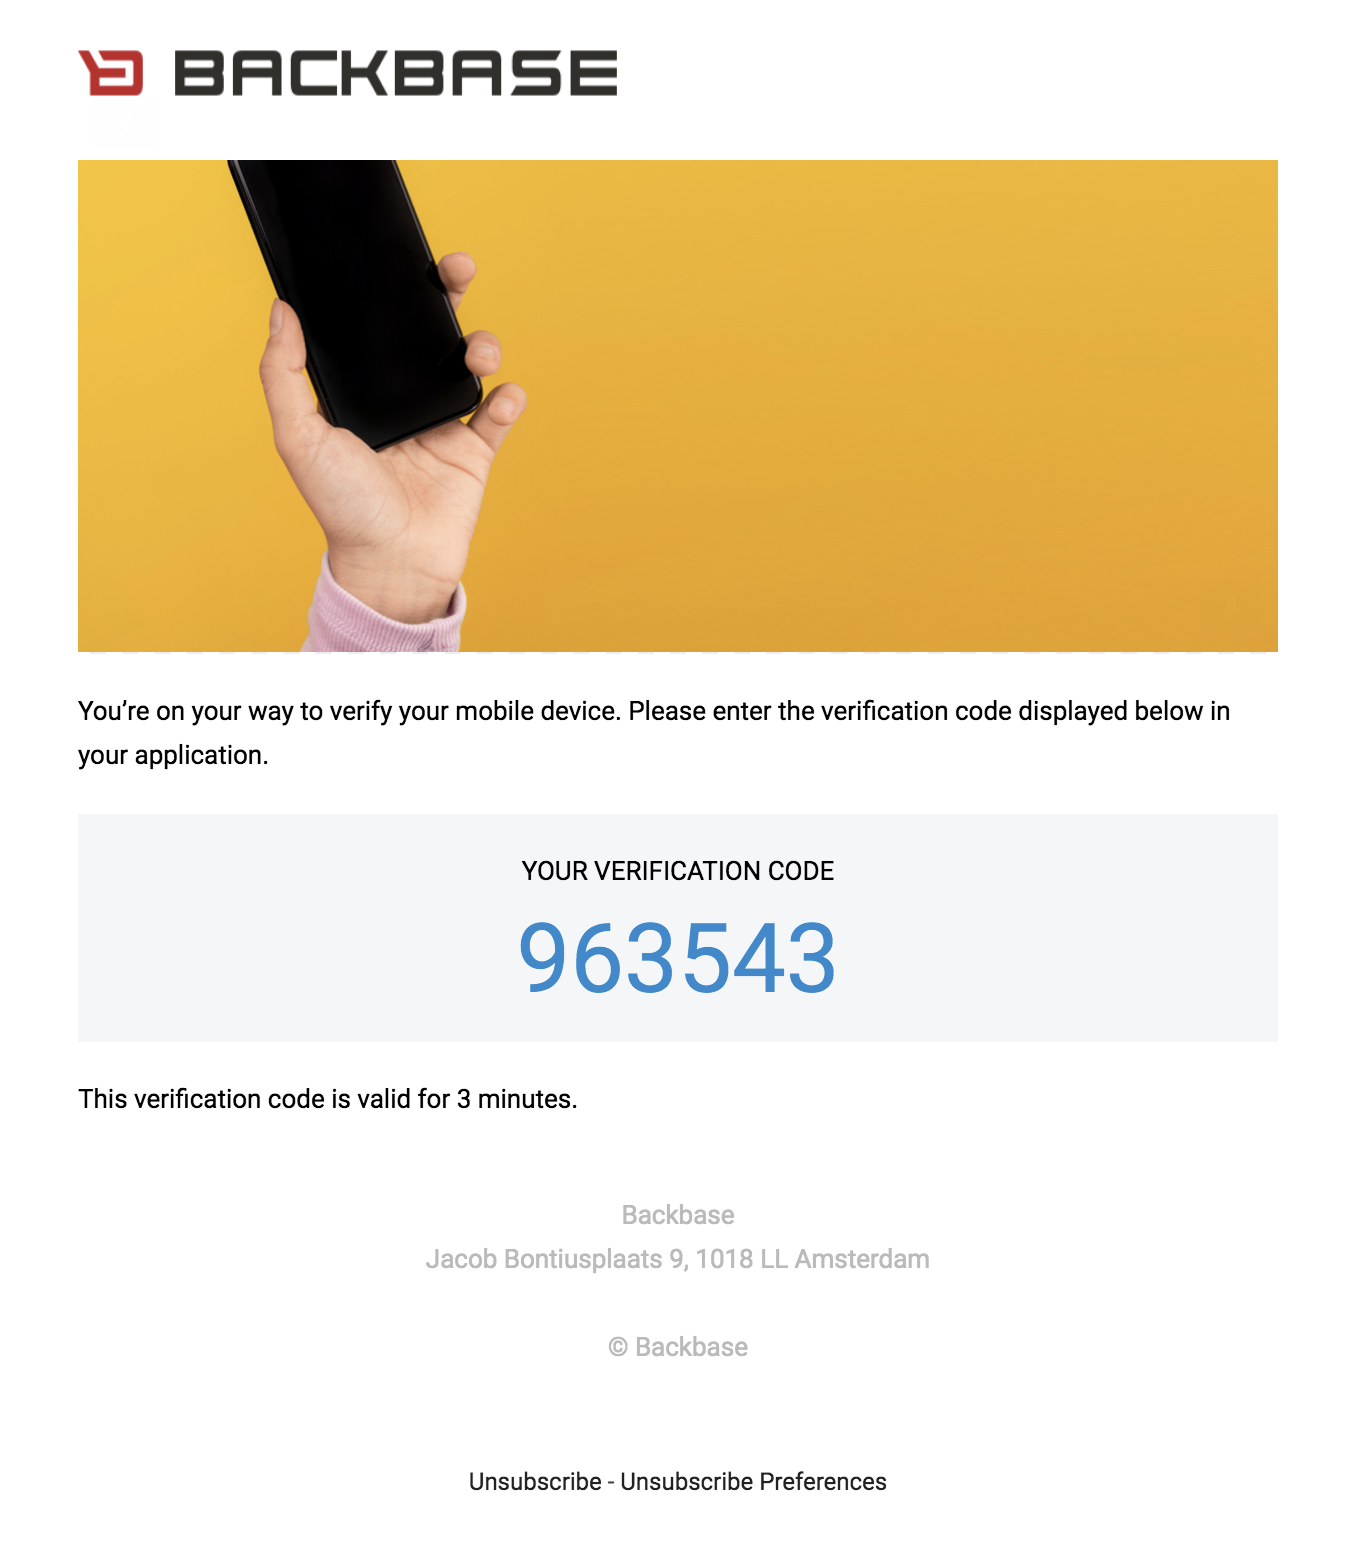 BACKBASE
You’re on your way to verify your mobile device. Please enter the verification code displayed below in
your application.
YOUR VERIFICATION CODE
963543
This verification code is valid for 3 minutes.
Backbase
Jacob Bontiusplaats 9, 1018 LL Amsterdam
© Backbase
Unsubscribe - Unsubscribe Preferences